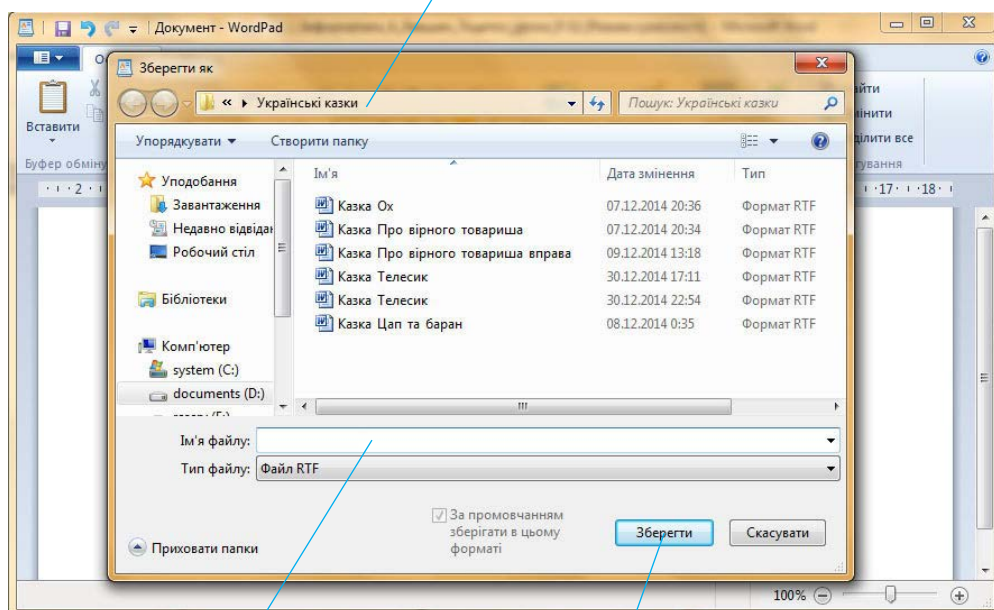 Документ - WordPad
Зберегти як
Українські казки
Пошук: Українські казки
Вставити
Буфер обміну
Упорядкувати
Створити папку
Уподобання
Завантаження
Недавно відвідан
Робочий стіл
Бібліотеки
Комп'ютер
system (C:)
documents (D:)
Ім'я Дата змінення Тип
Казка Ох 07.12.2014 20:36 Формат RTF
Казка Про вірного товариша 07.12.2014 20:34 Формат RTF
Казка Про вірного товариша вправа 09.12.2014 13:18 Формат RTF
Казка Телесик 30.12.2014 17:11 Формат RTF
Казка Телесик 30.12.2014 22:54 Формат RTF
Казка Цап та баран 08.12.2014 0:35 Формат RTF
ділити все
2
17 18
Ім'я файлу:
Тип файлу: Файл RTF
За промовчанням
зберігати в цьому
форматі
Приховати папки
Зберегти
Скасувати
100%